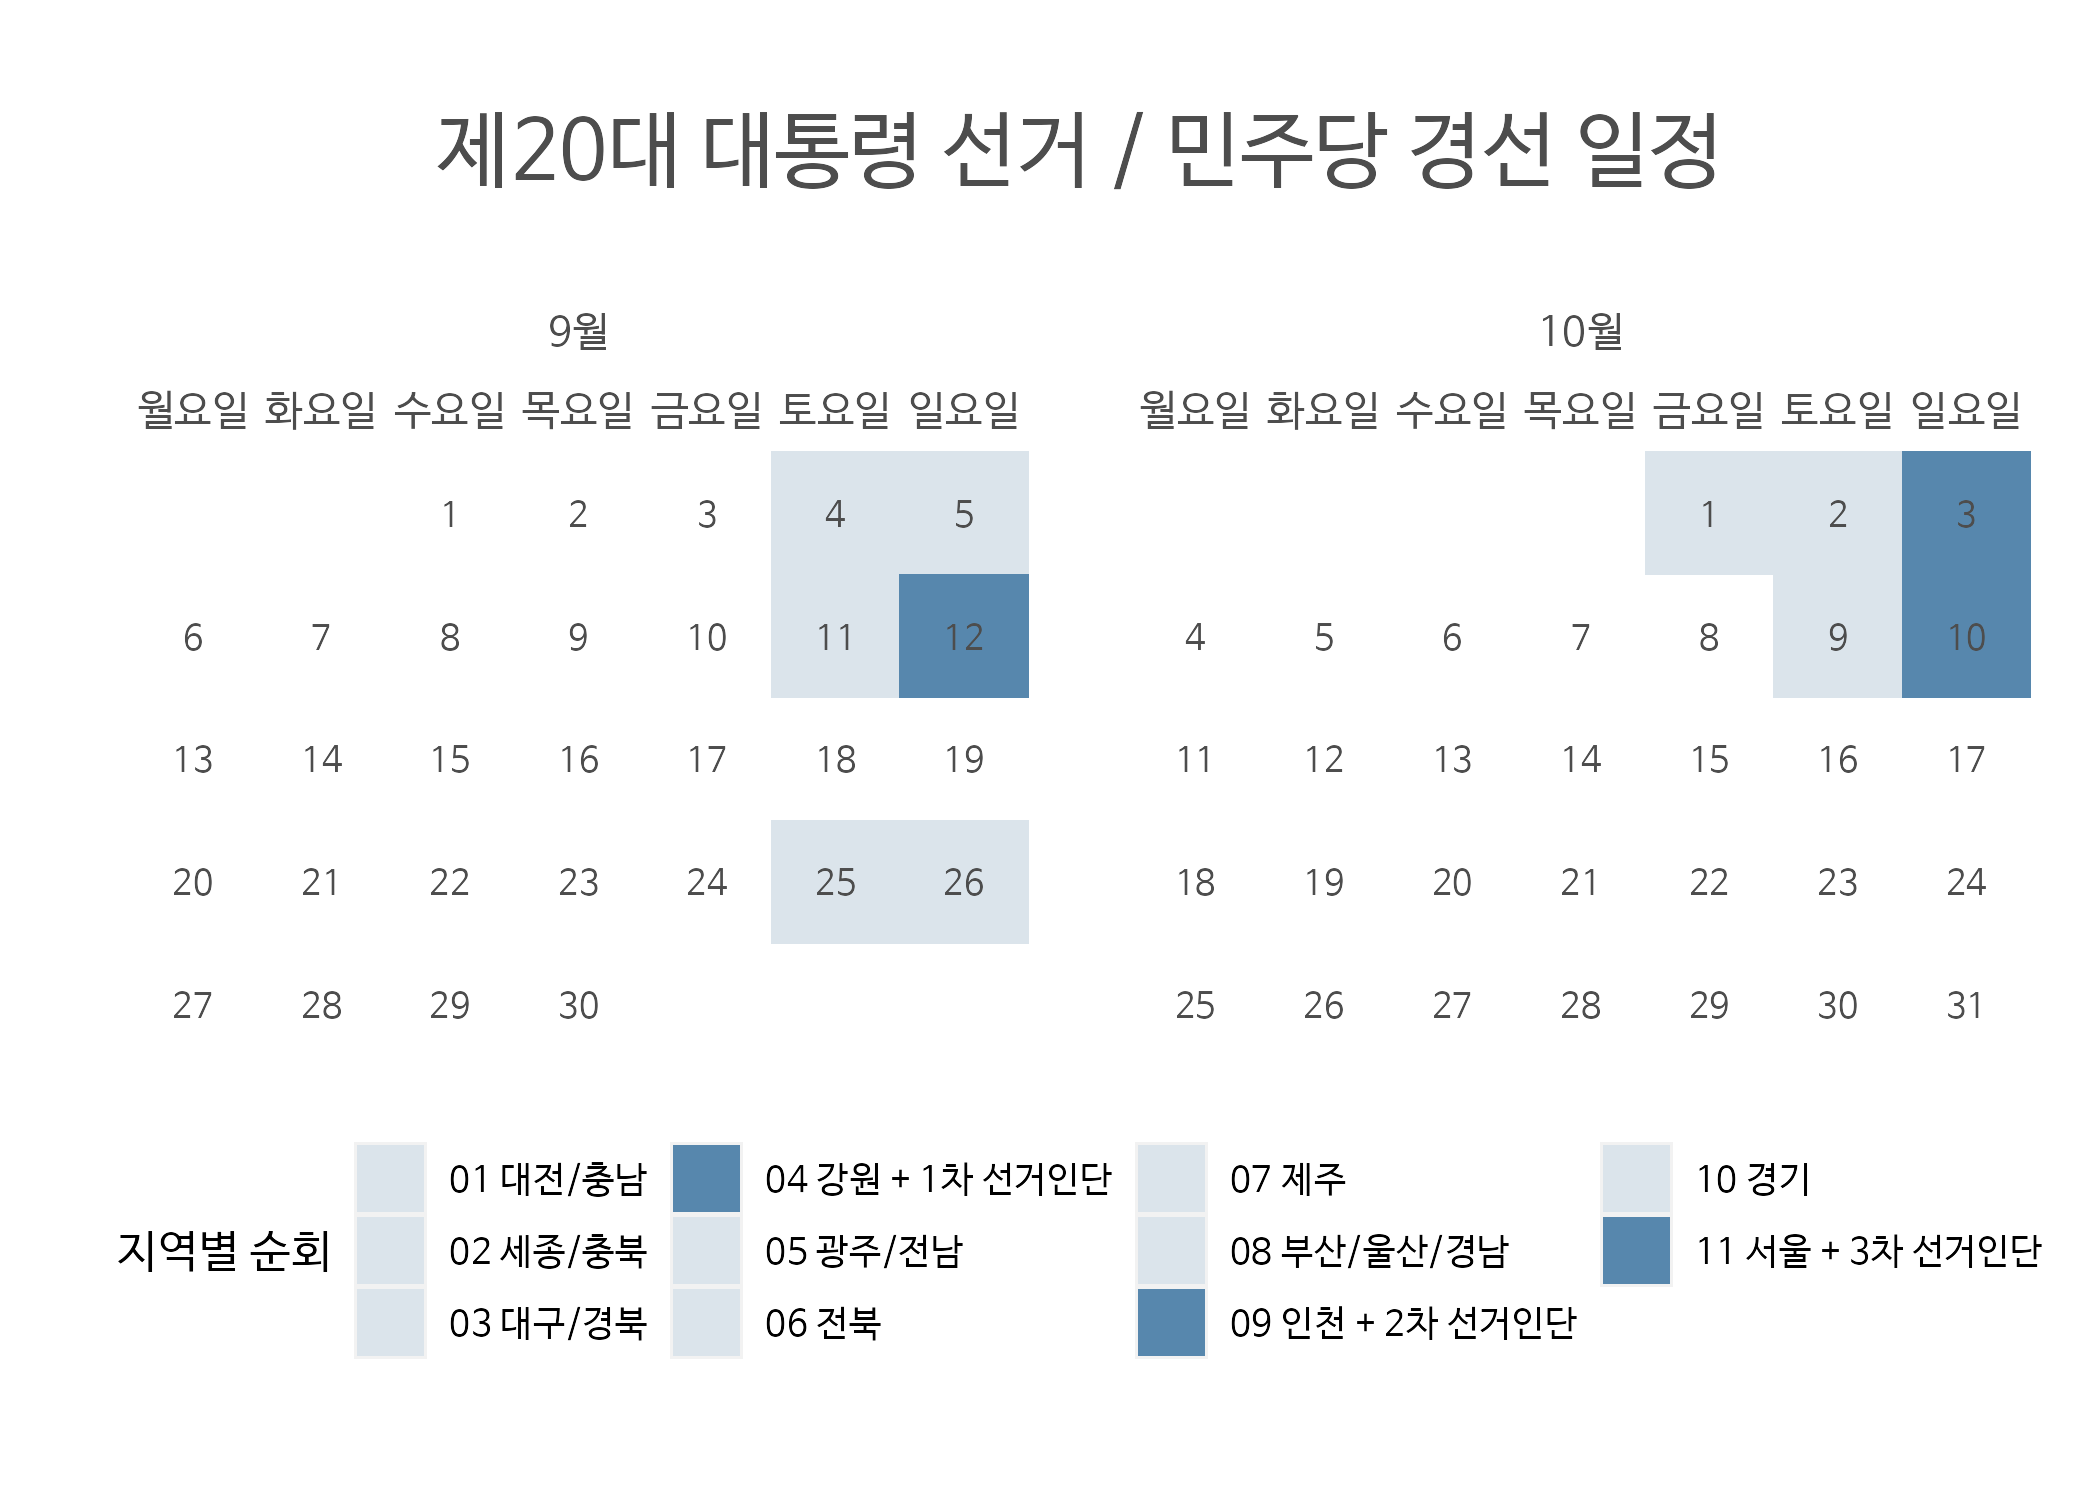 제20대 대통령 선거 / 민주당 경선 일정
9월
월요일 화요일 수요일 목요일 금요일 토요일 일요일
1 2 3 4 5
6 7 8 9 10 11 12
13 14 15 16 17 18 19
20 21 22 23 24 25 26
27 28 29 30
10월
월요일 화요일 수요일 목요일 금요일 토요일 일요일
1 2 3
4 5 6 7 8 9 10
11 12 13 14 15 16 17
18 19 20 21 22 23 24
25 26 27 28 29 30 31
지역별 순회
01 대전/충남
02 세종/충북
03 대구/경북
04 강원 + 1차 선거인단
05 광주/전남
06 전북
07 제주
08 부산/울산/경남
09 인천 + 2차 선거인단
10 경기
11 서울 + 3차 선거인단